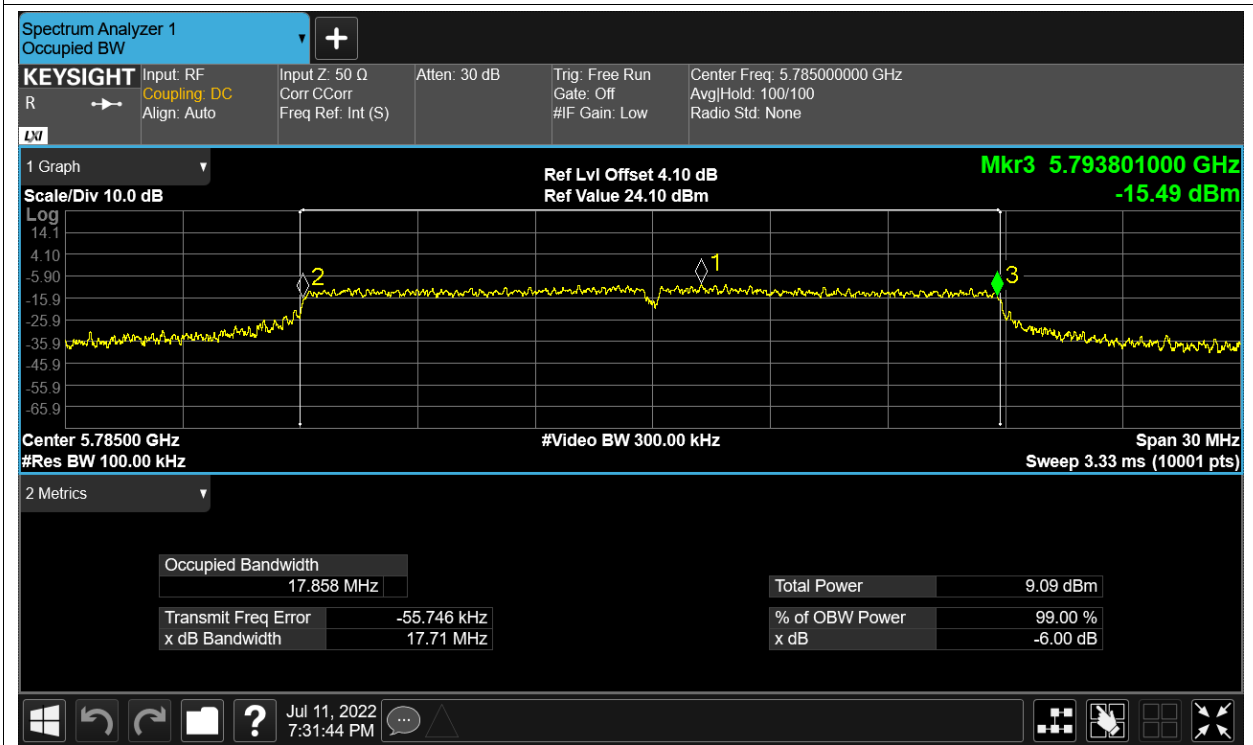 Spectrum Analyzer 1
Occupied BW
KEYSIGHT
R
LXI
Input: RF
Coupling: DC
Align: Auto
Input Z: 50 Ω
Corr CCorr
Freq Ref: Int (S)
Atten: 30 dB
Trig: Free Run
Gate: Off
#IF Gain: Low
Center Freq: 5.785000000 GHz
Avg|Hold: 100/100
Radio Std: None
1 Graph
Scale/Div 10.0 dB
Ref Lvl Offset 4.10 dB
Ref Value 24.10 dBm
Mkr3 5.793801000 GHz
-15.49 dBm
Log
14.1
4.10
-5.90
-15.9
-25.9
-35.9
-45.9
-55.9
-65.9
2
1
3
Center 5.78500 GHz
#Res BW 100.00 kHz
#Video BW 300.00 kHz
Span 30 MHz
Sweep 3.33 ms (10001 pts)
2 Metrics
Occupied Bandwidth
17.858 MHz
Transmit Freq Error -55.746 kHz
x dB Bandwidth 17.71 MHz
Total Power 9.09 dBm
% of OBW Power 99.00 %
x dB -6.00 dB
?
Jul 11, 2022
7:31:44 PM